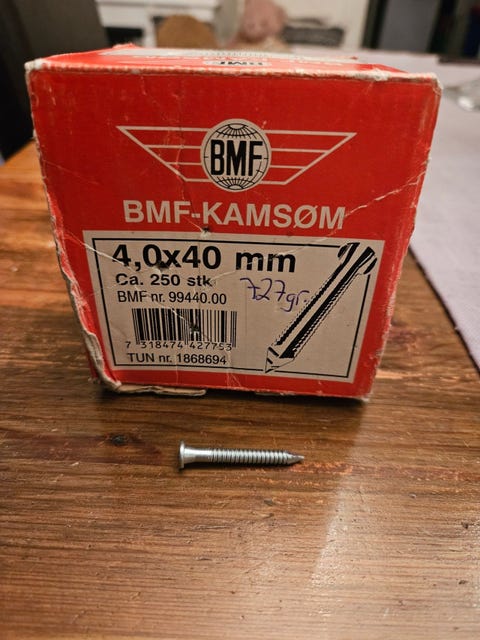 BMF
BMF
BMF-KAMSØM
4,0x40 mm
Ca. 250 stk
727gr.
BMF nr. 99440.00
7 318474 427753
TUN nr. 1868694